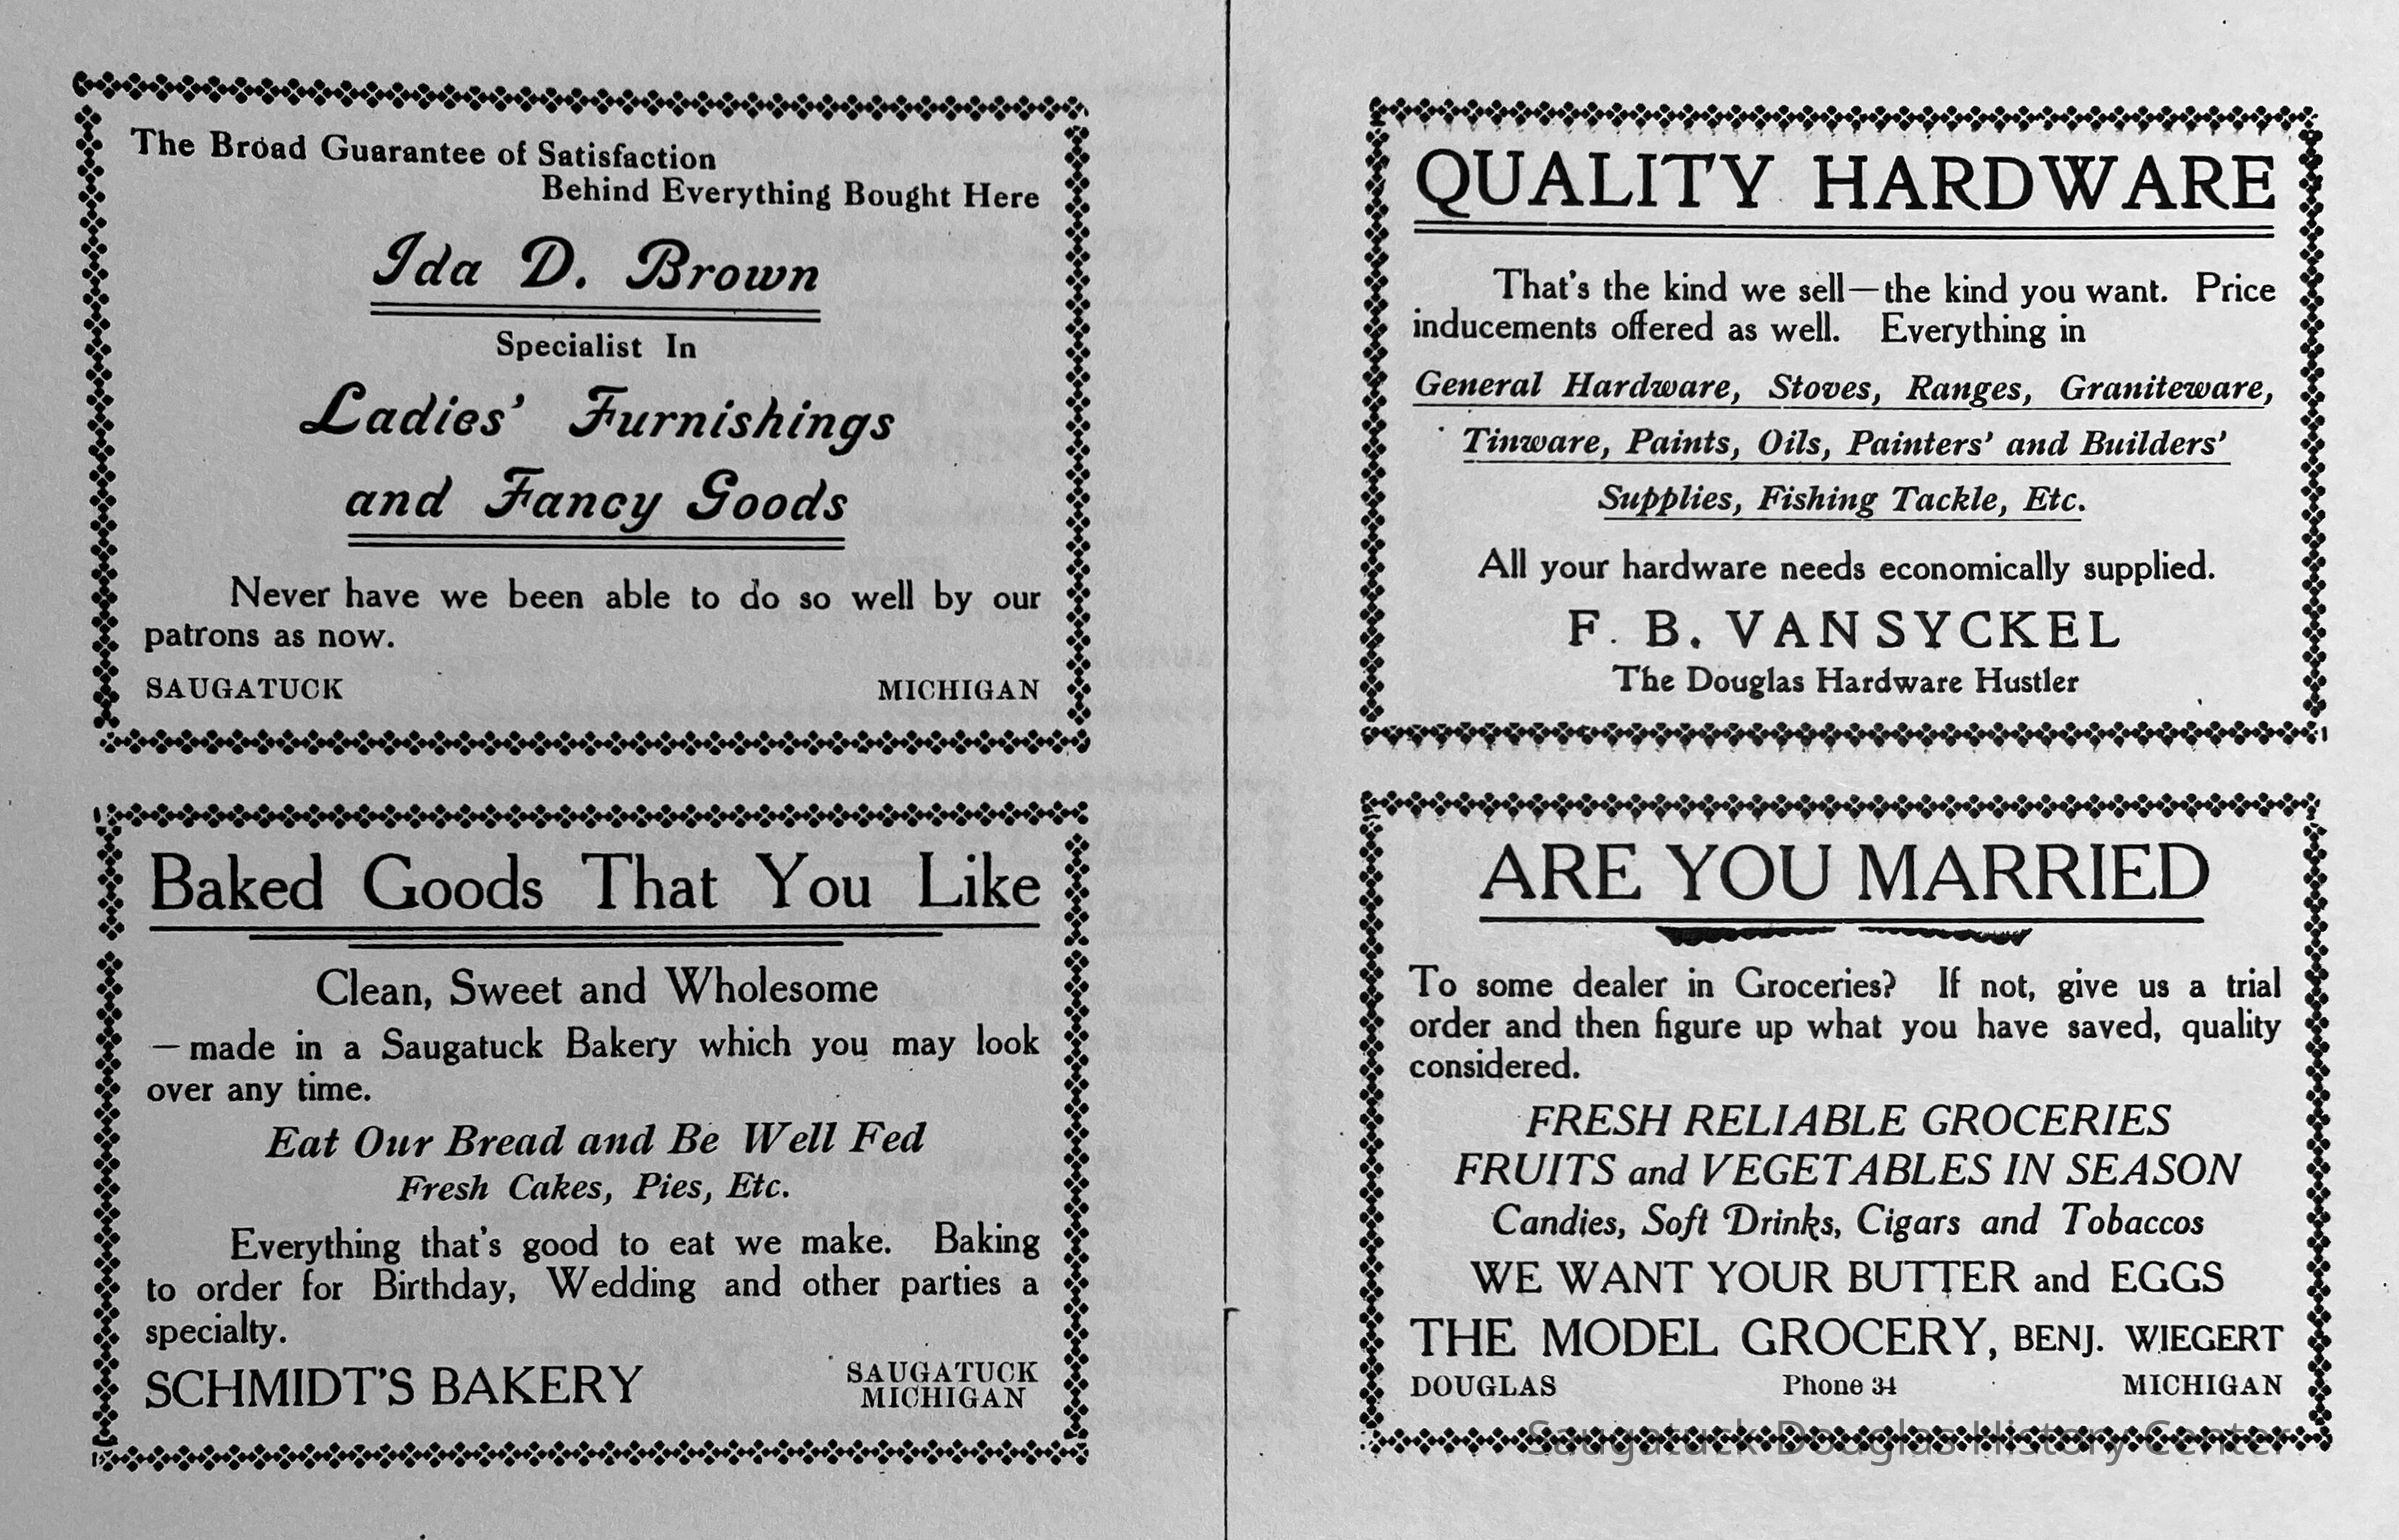 The Broad Guarantee of Satisfaction
Behind Everything Bought Here
Ida D. Brown
Specialist In
Ladies' Furnishings
and Fancy Goods
Never have we been able to do so well by our
patrons as now.
SAUGATUCK MICHIGAN
Baked Goods That You Like
Clean, Sweet and Wholesome
—made in a Saugatuck Bakery which you may look
over any time.
Eat Our Bread and Be Well Fed
Fresh Cakes, Pies, Etc.
Everything that's good to eat we make. Baking
to order for Birthday, Wedding and other parties a
specialty.
SCHMIDT'S BAKERY
SAUGATUCK
MICHIGAN
QUALITY HARDWARE
That's the kind we sell—the kind you want. Price
inducements offered as well. Everything in
General Hardware, Stoves, Ranges, Graniteware,
Tinware, Paints, Oils, Painters' and Builders'
Supplies, Fishing Tackle, Etc.
All your hardware needs economically supplied.
F. B. VANSYCKEL
The Douglas Hardware Hustler
ARE YOU MARRIED
To some dealer in Groceries? If not, give us a trial
order and then figure up what you have saved, quality
considered.
FRESH RELIABLE GROCERIES
FRUITS and VEGETABLES IN SEASON
Candies, Soft Drinks, Cigars and Tobaccos
WE WANT YOUR BUTTER and EGGS
THE MODEL GROCERY, BENJ. WIEGERT
DOUGLAS Phone 34 MICHIGAN
Saugatuck Douglas History Center